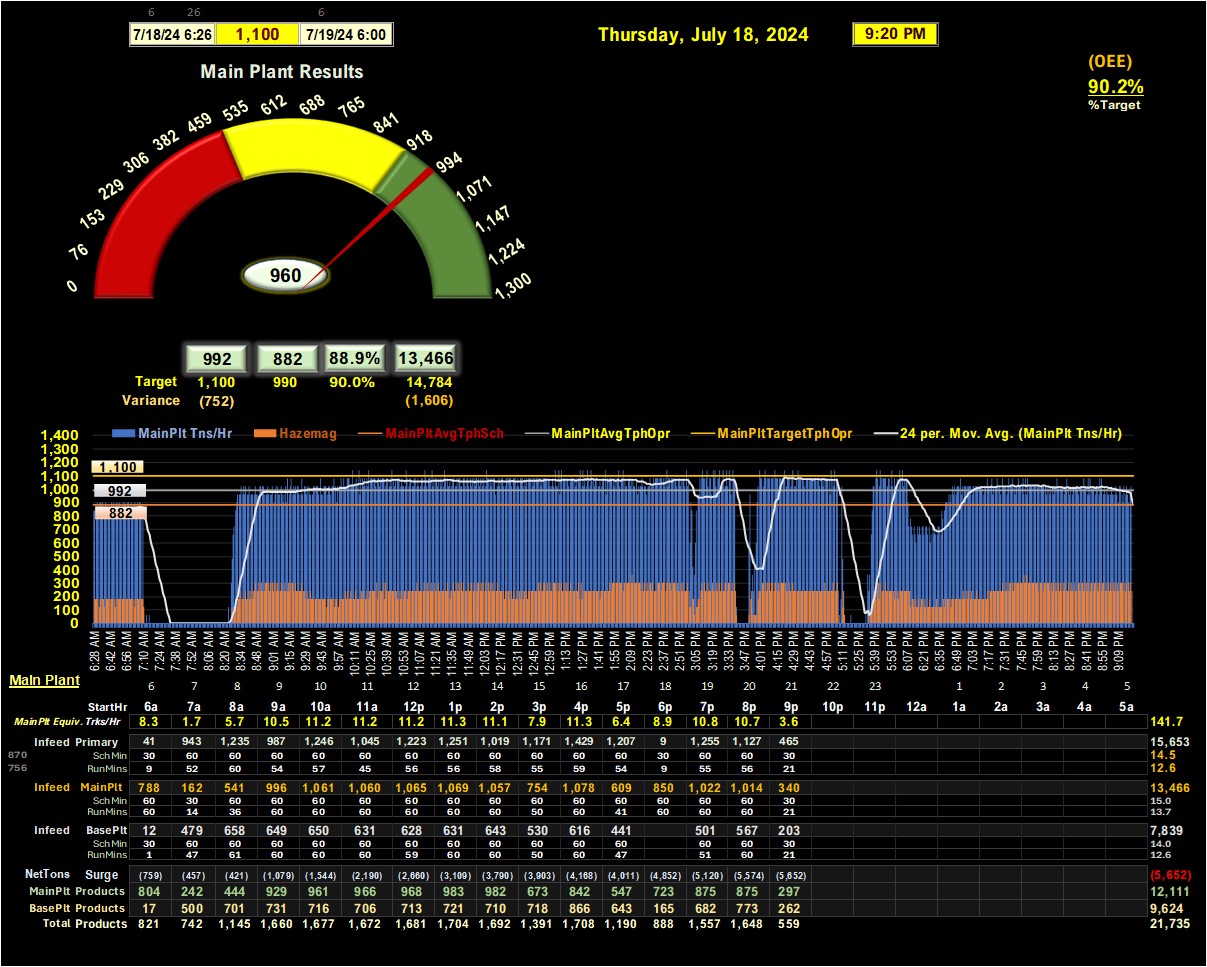 6 26 6
7/18/24 6:26 1,100 7/19/24 6:00
Thursday, July 18, 2024 9:20 PM
(OEE)
90.2%
%Target
Main Plant Results
0 76 153 229 306 382 459 535 612 688 765 841 918 994 1,071 1,147 1,224 1,300
960
992 882 88.9% 13,466
Target 1,100 990 90.0% 14,784
Variance (752) (1,606)
MainPlt Tns/Hr Hazemag MainPltAvgTphSch MainPltAvgTphOpr MainPltTargetTphOpr 24 per. Mov. Avg. (MainPlt Tns/Hr)
1,400
1,300
1,200
1,100
1,000
900
800
700
600
500
400
300
200
100
0
1,100
992
882
6:28 AM 6:42 AM 6:56 AM 7:10 AM 7:24 AM 7:38 AM 7:52 AM 8:06 AM 8:20 AM 8:34 AM 8:48 AM 9:01 AM 9:15 AM 9:29 AM 9:43 AM 9:57 AM 10:11 AM 10:25 AM 10:39 AM 10:53 AM 11:07 AM 11:21 AM 11:35 AM 11:49 AM 12:03 PM 12:17 PM 12:31 PM 12:45 PM 12:59 PM 1:13 PM 1:27 PM 1:41 PM 1:55 PM 2:09 PM 2:23 PM 2:37 PM 2:51 PM 3:05 PM 3:19 PM 3:33 PM 3:47 PM 4:01 PM 4:15 PM 4:29 PM 4:43 PM 4:57 PM 5:11 PM 5:25 PM 5:39 PM 5:53 PM 6:07 PM 6:21 PM 6:35 PM 6:49 PM 7:03 PM 7:17 PM 7:31 PM 7:45 PM 7:59 PM 8:13 PM 8:27 PM 8:41 PM 8:55 PM 9:09 PM
Main Plant 6 7 8 9 10 11 12 13 14 15 16 17 18 19 20 21 22 23 1 2 3 4 5
StartHr 6a 7a 8a 9a 10a 11a 12p 1p 2p 3p 4p 5p 6p 7p 8p 9p 10p 11p 12a 1a 2a 3a 4a 5a
MainPlt Equiv. Trks/Hr 8.3 1.7 5.7 10.5 11.2 11.2 11.2 11.3 11.1 7.9 11.3 6.4 8.9 10.8 10.7 3.6 141.7
Infeed Primary 41 943 1,235 987 1,246 1,045 1,223 1,251 1,019 1,171 1,429 1,207 9 1,255 1,127 465 15,653
870 Sch Min 30 60 60 60 60 60 60 60 60 60 60 60 30 60 60 30 14.5
756 RunMins 9 52 60 54 57 45 56 56 58 55 59 54 9 55 56 21 12.6
Infeed MainPlt 788 162 541 996 1,061 1,060 1,065 1,069 1,057 754 1,078 609 850 1,022 1,014 340 13,466
Sch Min 60 30 60 60 60 60 60 60 60 60 60 60 60 60 60 30 15.0
RunMins 60 14 36 60 60 60 60 60 60 50 60 41 60 60 60 21 13.7
Infeed BasePlt 12 479 658 649 650 631 628 631 643 530 616 441 501 567 203 7,839
Sch Min 30 60 60 60 60 60 60 60 60 60 60 60 60 60 30 14.0
RunMins 1 47 61 60 60 60 59 60 60 50 60 47 51 60 21 12.6
NetTons Surge (759) (457) (421) (1,079) (1,544) (2,190) (2,660) (3,109) (3,790) (3,903) (4,168) (4,011) (4,852) (5,120) (5,574) (5,652) (5,652)
MainPlt Products 804 242 444 929 961 966 968 983 982 673 842 547 723 875 875 297 12,111
BasePlt Products 17 500 701 731 716 706 713 721 710 718 866 643 165 682 773 262 9,624
Total Products 821 742 1,145 1,660 1,677 1,672 1,681 1,704 1,692 1,391 1,708 1,190 888 1,557 1,648 559 21,735